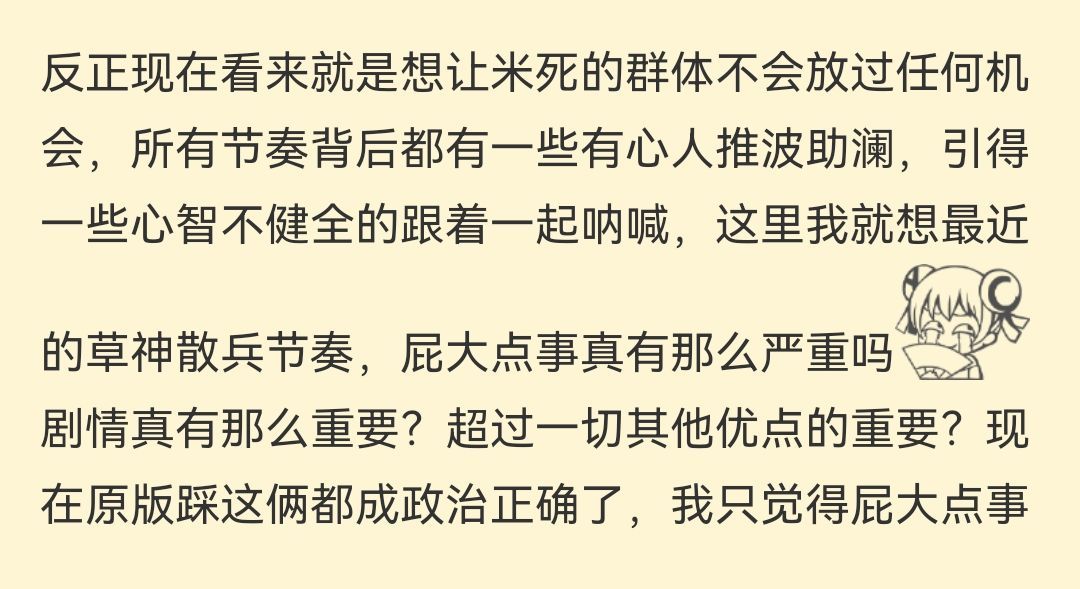 反正现在看来就是想让米死的群体不会放过任何机
会，所有节奏背后都有一些有心人推波助澜，引得
一些心智不健全的跟着一起呐喊，这里我就想最近
的草神散兵节奏，屁大点事真有那么严重吗
剧情真有那么重要？超过一切其他优点的重要？现
在原版踩这俩都成政治正确了，我只觉得屁大点事